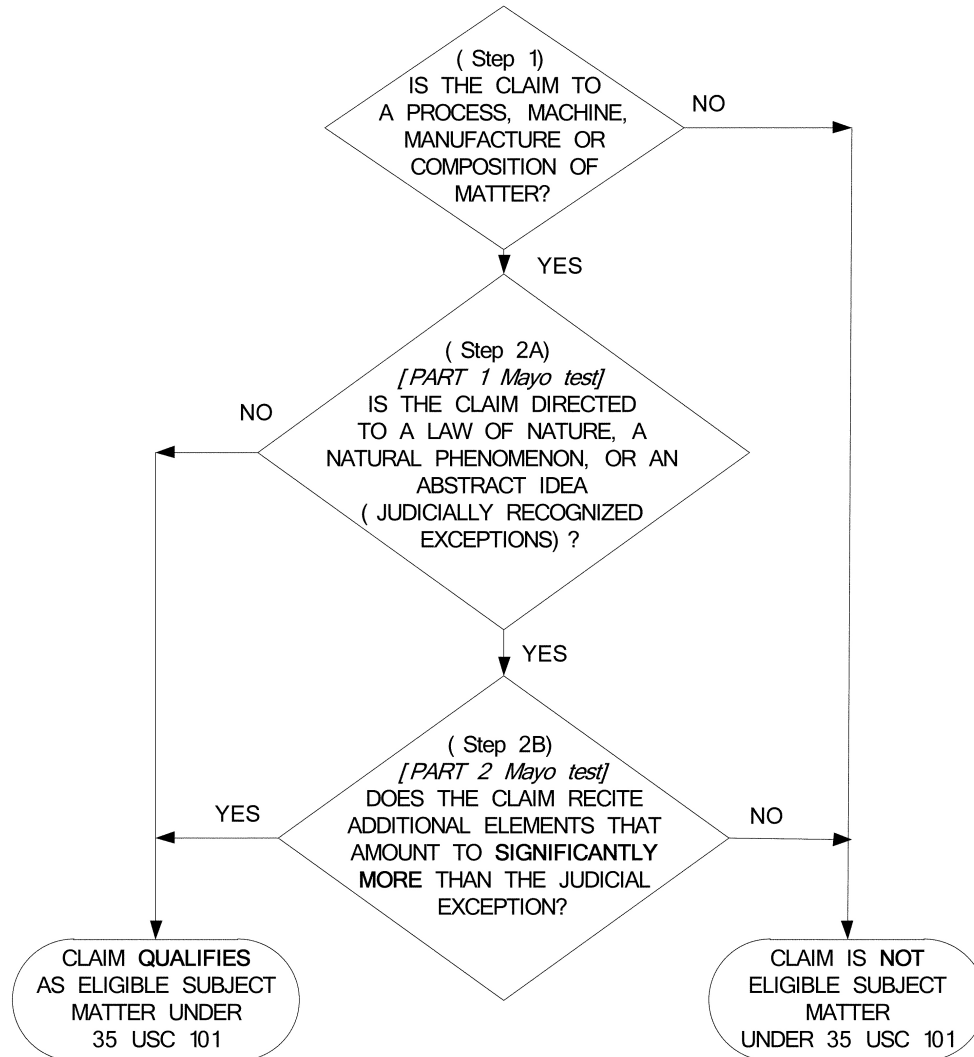 ( Step 1)
IS THE CLAIM TO
A PROCESS, MACHINE,
MANUFACTURE OR
COMPOSITION OF
MATTER?
NO
YES
( Step 2A)
[PART 1 Mayo test]
IS THE CLAIM DIRECTED
TO A LAW OF NATURE, A
NATURAL PHENOMENON, OR AN
ABSTRACT IDEA
( JUDICIALLY RECOGNIZED
EXCEPTIONS) ?
NO
YES
( Step 2B)
[PART 2 Mayo test]
DOES THE CLAIM RECITE
ADDITIONAL ELEMENTS THAT
AMOUNT TO SIGNIFICANTLY
MORE THAN THE JUDICIAL
EXCEPTION?
YES
NO
CLAIM QUALIFIES
AS ELIGIBLE SUBJECT
MATTER UNDER
35 USC 101
CLAIM IS NOT
ELIGIBLE SUBJECT
MATTER
UNDER 35 USC 101